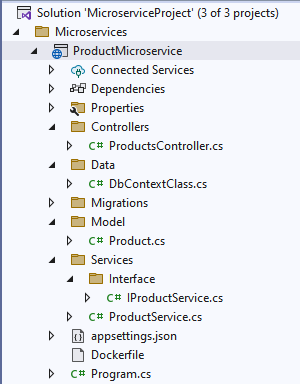 Solution 'MicroserviceProject' (3 of 3 projects)
Microservices
ProductMicroservice
Connected Services
Dependencies
Properties
Controllers
C# ProductsController.cs
Data
C# DbContextClass.cs
Migrations
Model
C# Product.cs
Services
Interface
C# IProductService.cs
C# ProductService.cs
appsettings.json
Dockerfile
C# Program.cs